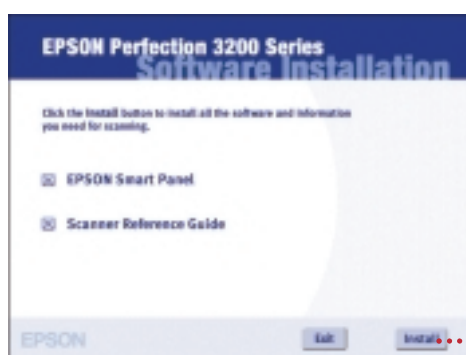 EPSON Perfection 3200 Series
Software Installation
Click the Install button to install all the software and information
you need for scanning.
EPSON Smart Panel
Scanner Reference Guide
EPSON
Exit
Install